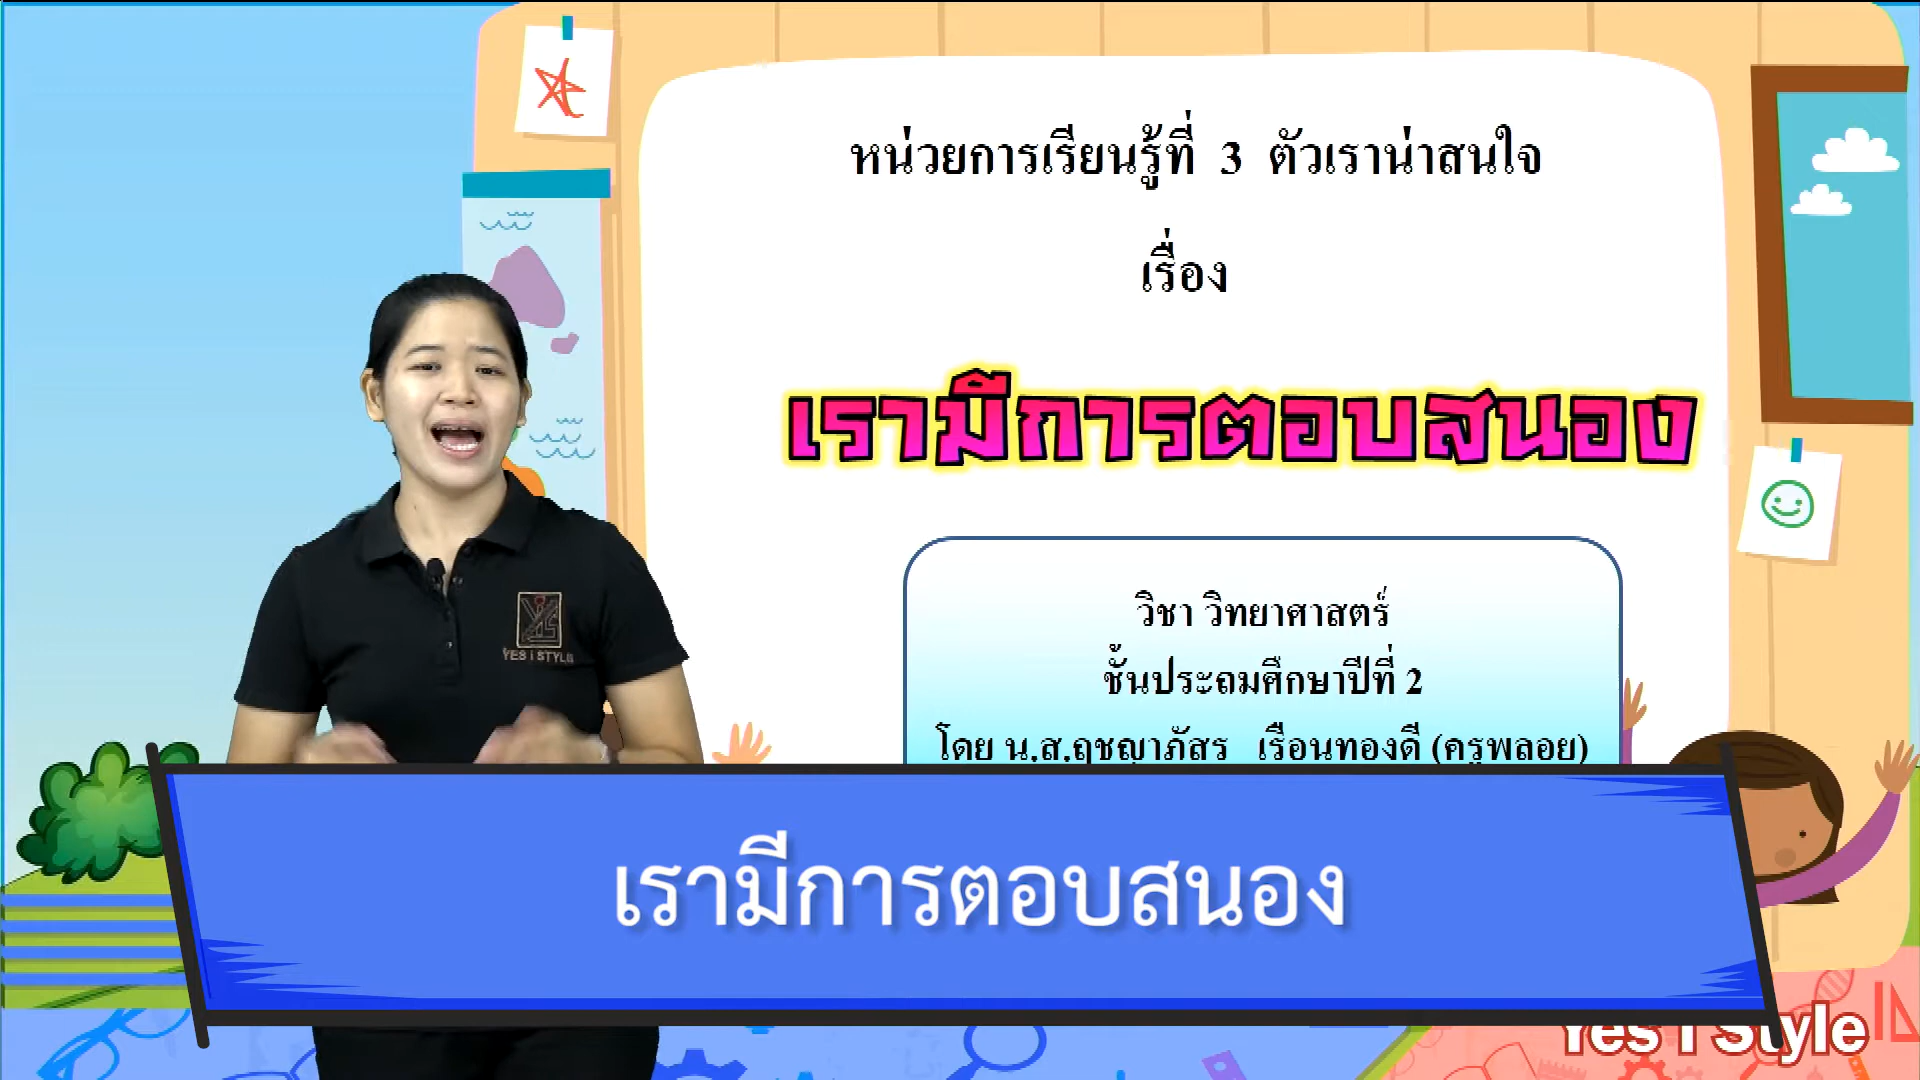 หน่วยการเรียนรู้ที่ 3 ตัวเราน่าสนใจ
เรื่อง
เรามีการตอบสนอง
วิชา วิทยาศาสตร์
ชั้นประถมศึกษาปีที่ 2
โดย น.ส.ฤชญาภัสร เรือนทองดี (ครูพลอย)
YES i STYLE
เรามีการตอบสนอง
Yes i Style